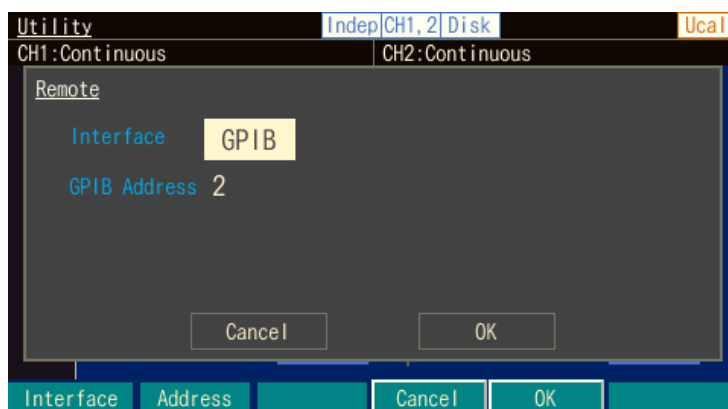 Utility Indep CH1,2 Disk Ucal
CH1:Continuous CH2:Continuous
Remote
Interface GPIB
GPIB Address 2
Cancel OK
Interface Address Cancel OK